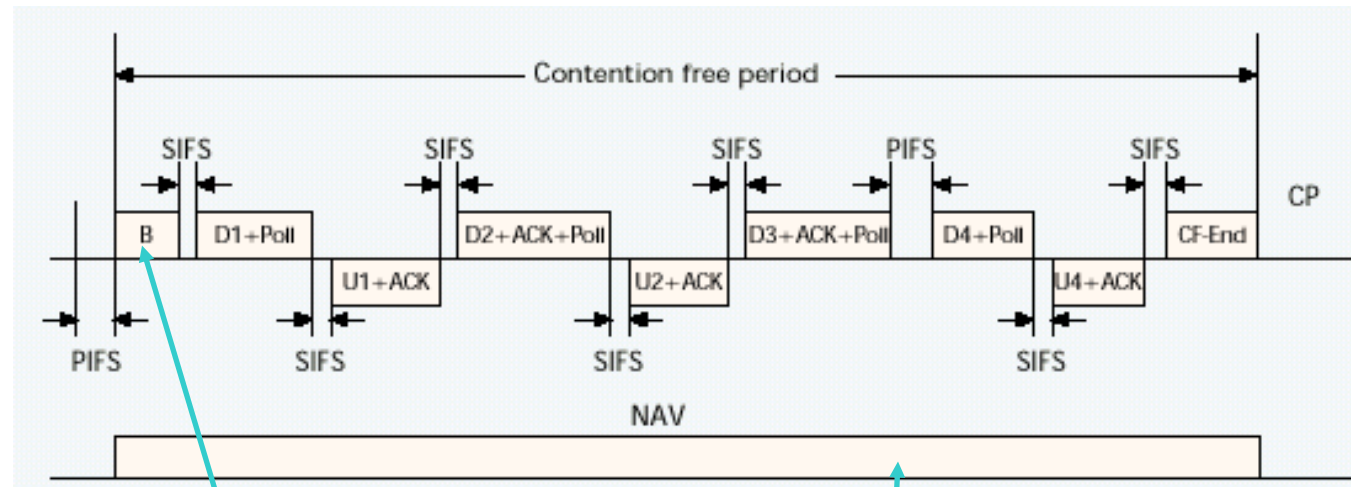 Contention free period
SIFS SIFS SIFS PIFS SIFS
CP
B D1+Poll D2+ACK+Poll D3+ACK+Poll D4+Poll CF-End
U1+ACK U2+ACK U4+ACK
PIFS SIFS SIFS SIFS
NAV